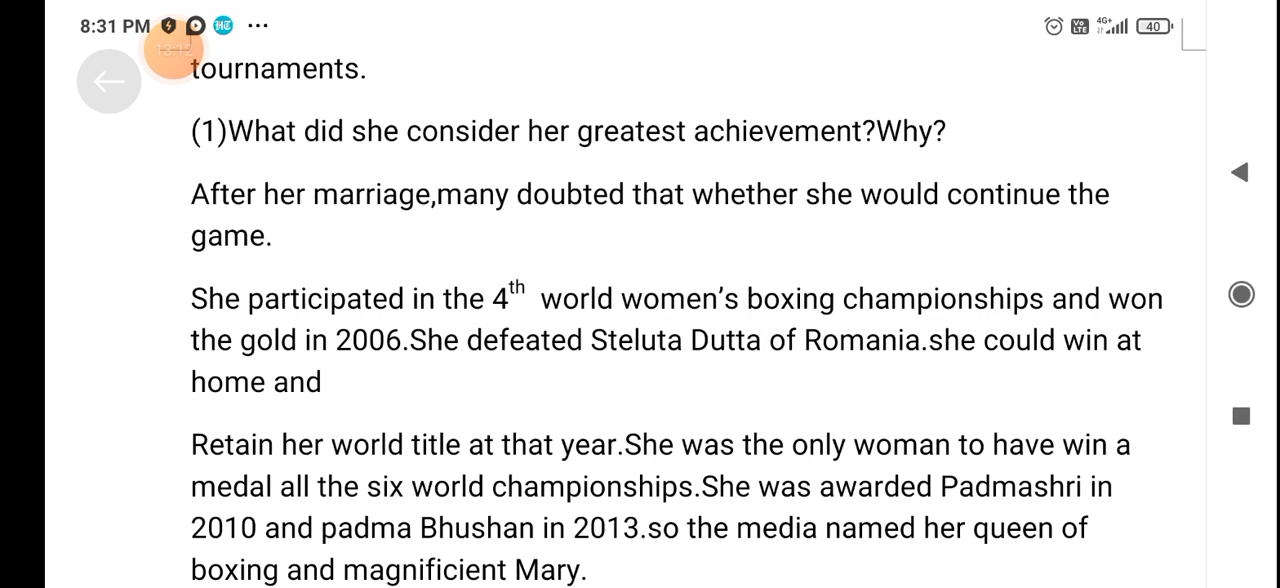 8:31 PM
4G+
Vo LTE
40
tournaments.
(1)What did she consider her greatest achievement?Why?
After her marriage,many doubted that whether she would continue the
game.
She participated in the 4th world women’s boxing championships and won
the gold in 2006.She defeated Steluta Dutta of Romania.she could win at
home and
Retain her world title at that year.She was the only woman to have win a
medal all the six world championships.She was awarded Padmashri in
2010 and padma Bhushan in 2013.so the media named her queen of
boxing and magnificient Mary.